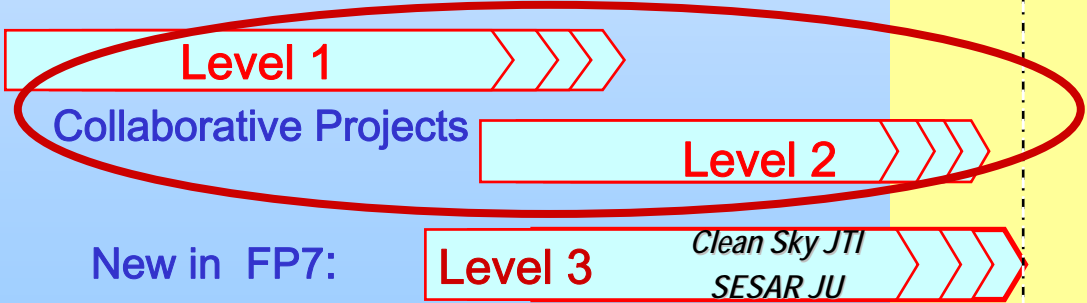 Level 1
Collaborative Projects
Level 2
New in FP7:
Level 3
Clean Sky JTI
SESAR JU